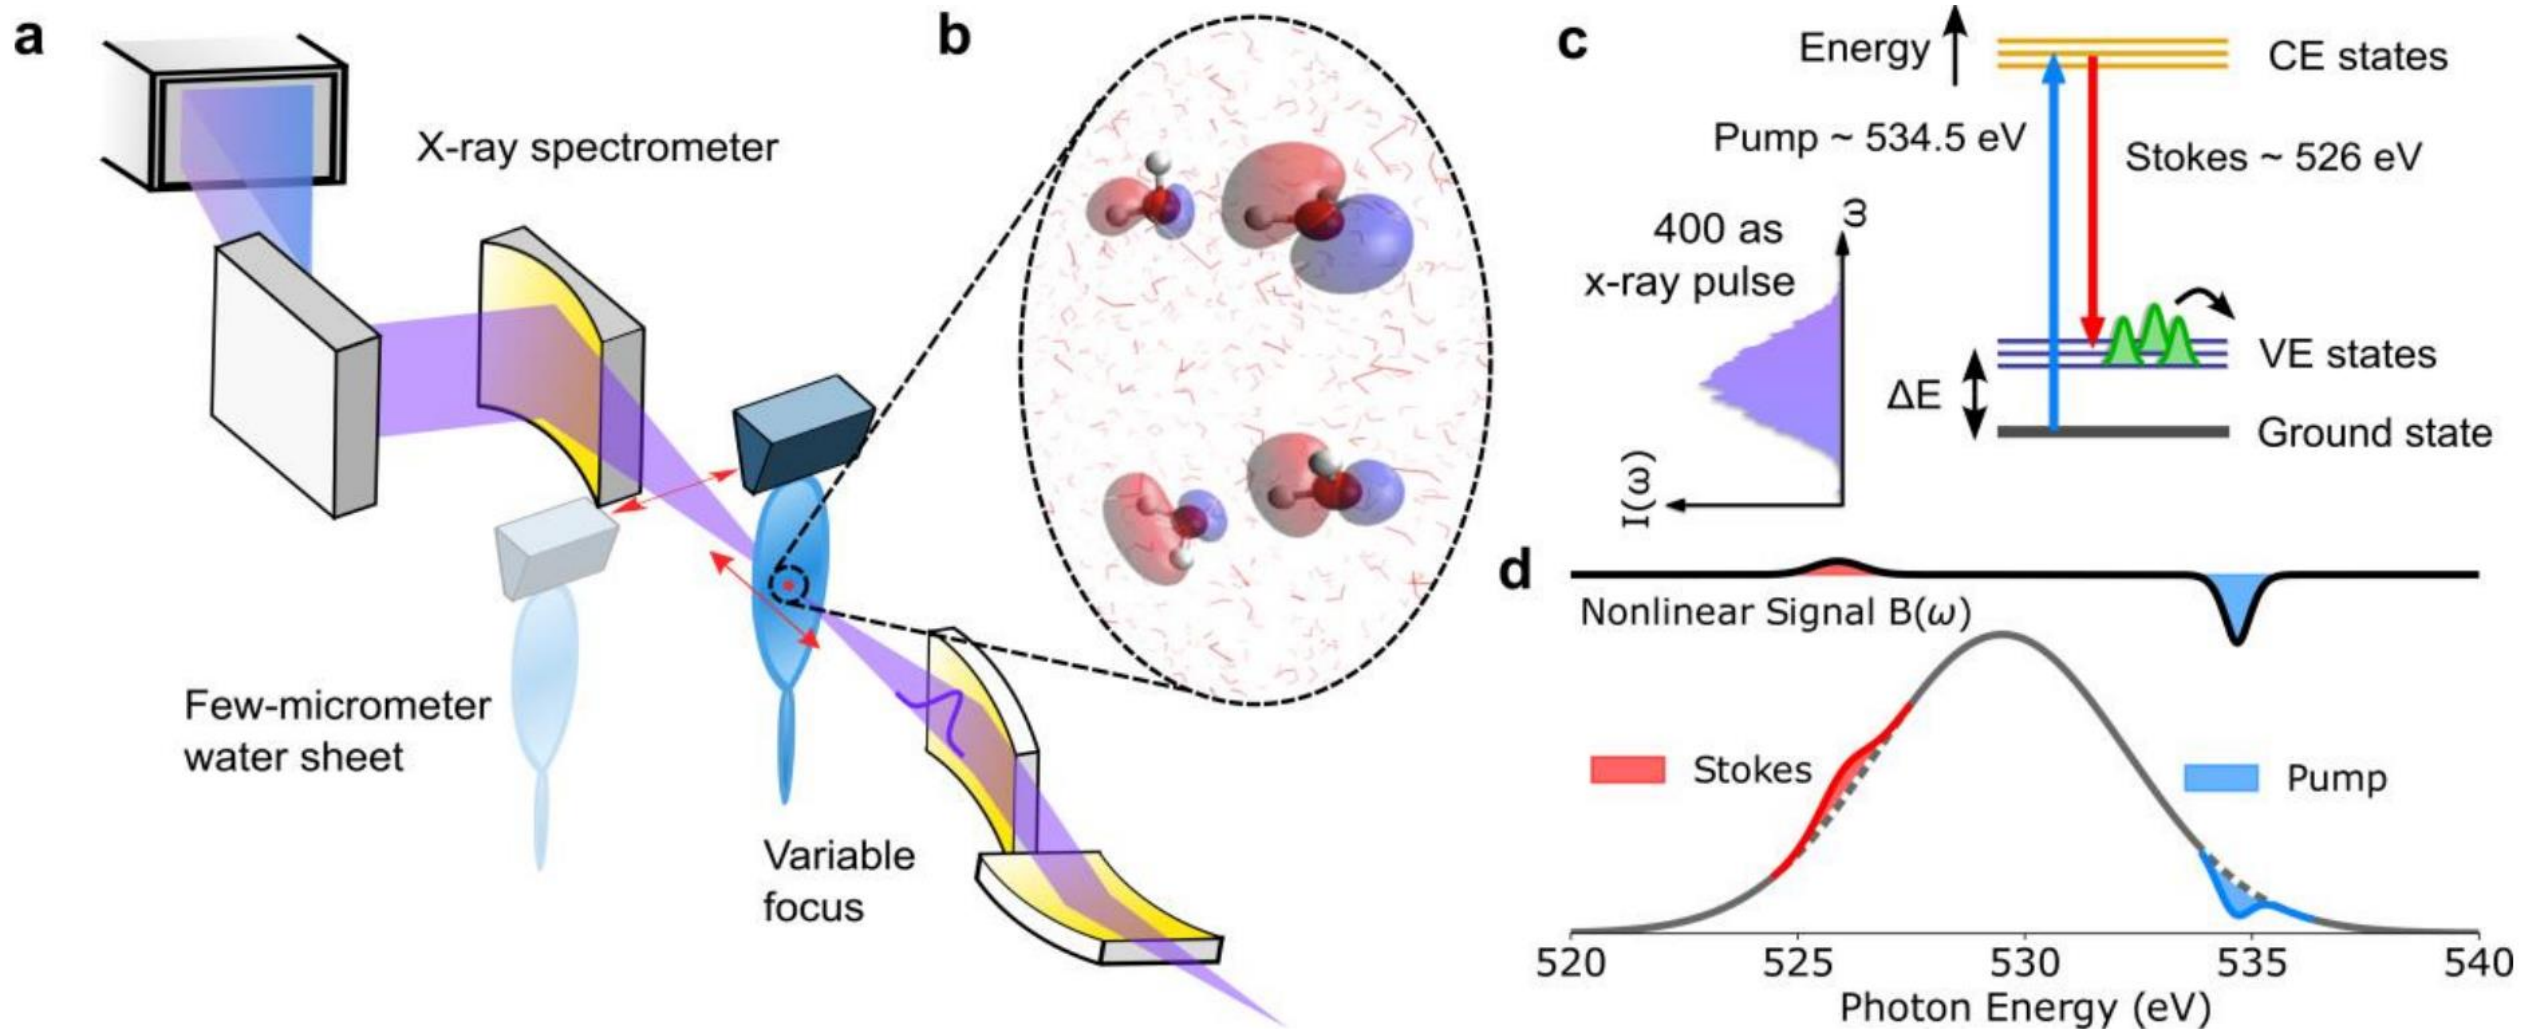 a
X-ray spectrometer
Few-micrometer
water sheet
Variable
focus
b
c
Energy
CE states
Pump ~ 534.5 eV
Stokes ~ 526 eV
400 as
x-ray pulse
ω
I(ω)
ΔE
VE states
Ground state
d
Nonlinear Signal B(ω)
Stokes
Pump
520 525 530 535 540
Photon Energy (eV)